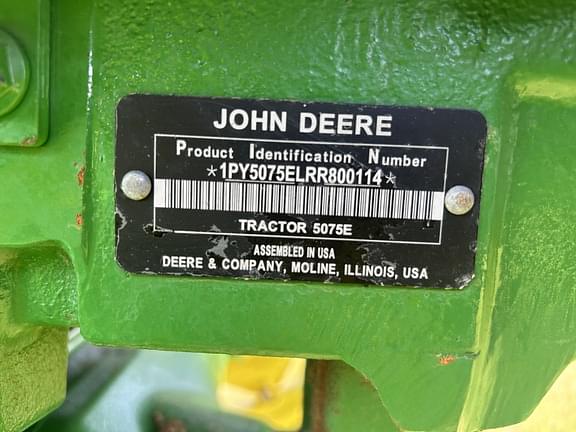 JOHN DEERE
Product Identification Number
*1PY5075ELRR800114*
TRACTOR 5075E
ASSEMBLED IN USA
DEERE & COMPANY, MOLINE, ILLINOIS, USA